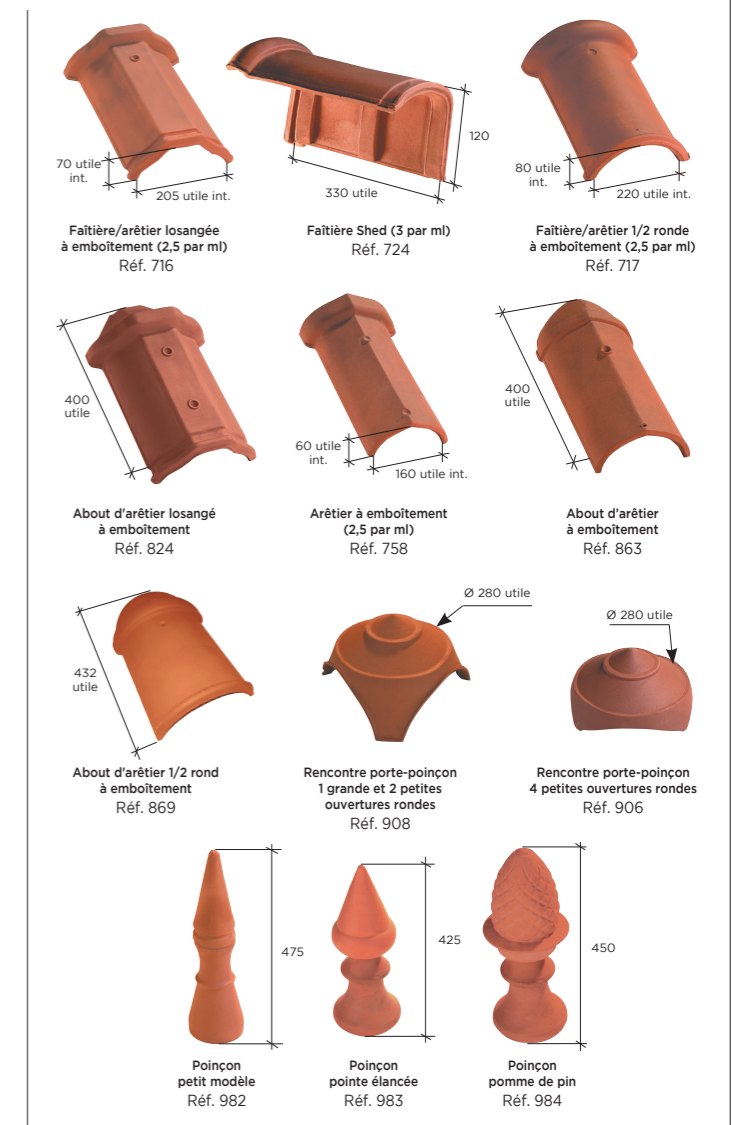 70 utile
int.
205 utile int.
330 utile
120
80 utile
int.
220 utile int.
Faîtière/arêtier losangée
à emboîtement (2,5 par ml)
Réf. 716
Faîtière Shed (3 par ml)
Réf. 724
Faîtière/arêtier 1/2 ronde
à emboîtement (2,5 par ml)
Réf. 717
400
utile
60 utile
int.
160 utile int.
400
utile
About d'arêtier losangé
à emboîtement
Réf. 824
Arêtier à emboîtement
(2,5 par ml)
Réf. 758
About d'arêtier
à emboîtement
Réf. 863
432
utile
Ø 280 utile
Ø 280 utile
About d'arêtier 1/2 rond
à emboîtement
Réf. 869
Rencontre porte-poinçon
1 grande et 2 petites
ouvertures rondes
Réf. 908
Rencontre porte-poinçon
4 petites ouvertures rondes
Réf. 906
475
425
450
Poinçon
petit modèle
Réf. 982
Poinçon
pointe élancée
Réf. 983
Poinçon
pomme de pin
Réf. 984